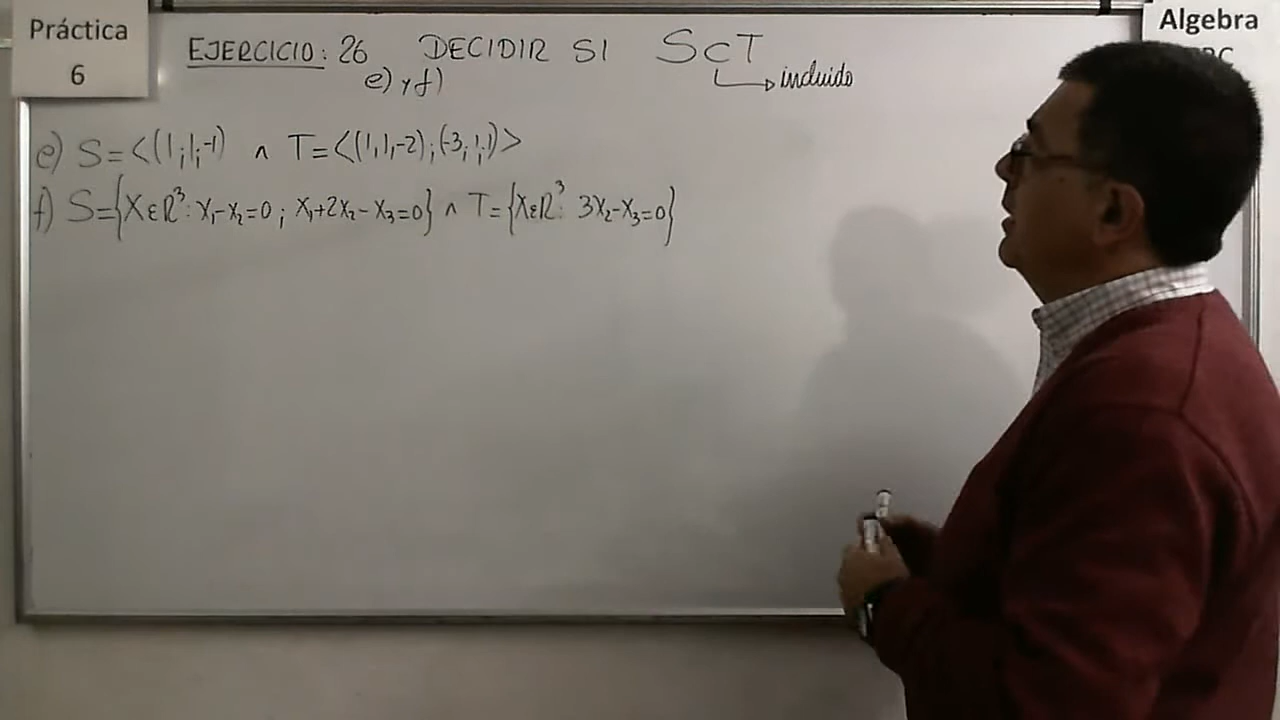 Práctica
6
EJERCICIO: 26 DECIDIR SI S⊂T
e) y f)
incluido
Algebra
e) S=<(1;1;-1) ∧ T=<(1,1,-2);(-3;1;1)>
f) S={X∈R³: X₁-X₂=0; X₁+2X₂-X₃=0} ∧ T={X∈R³: 3X₂-X₃=0}